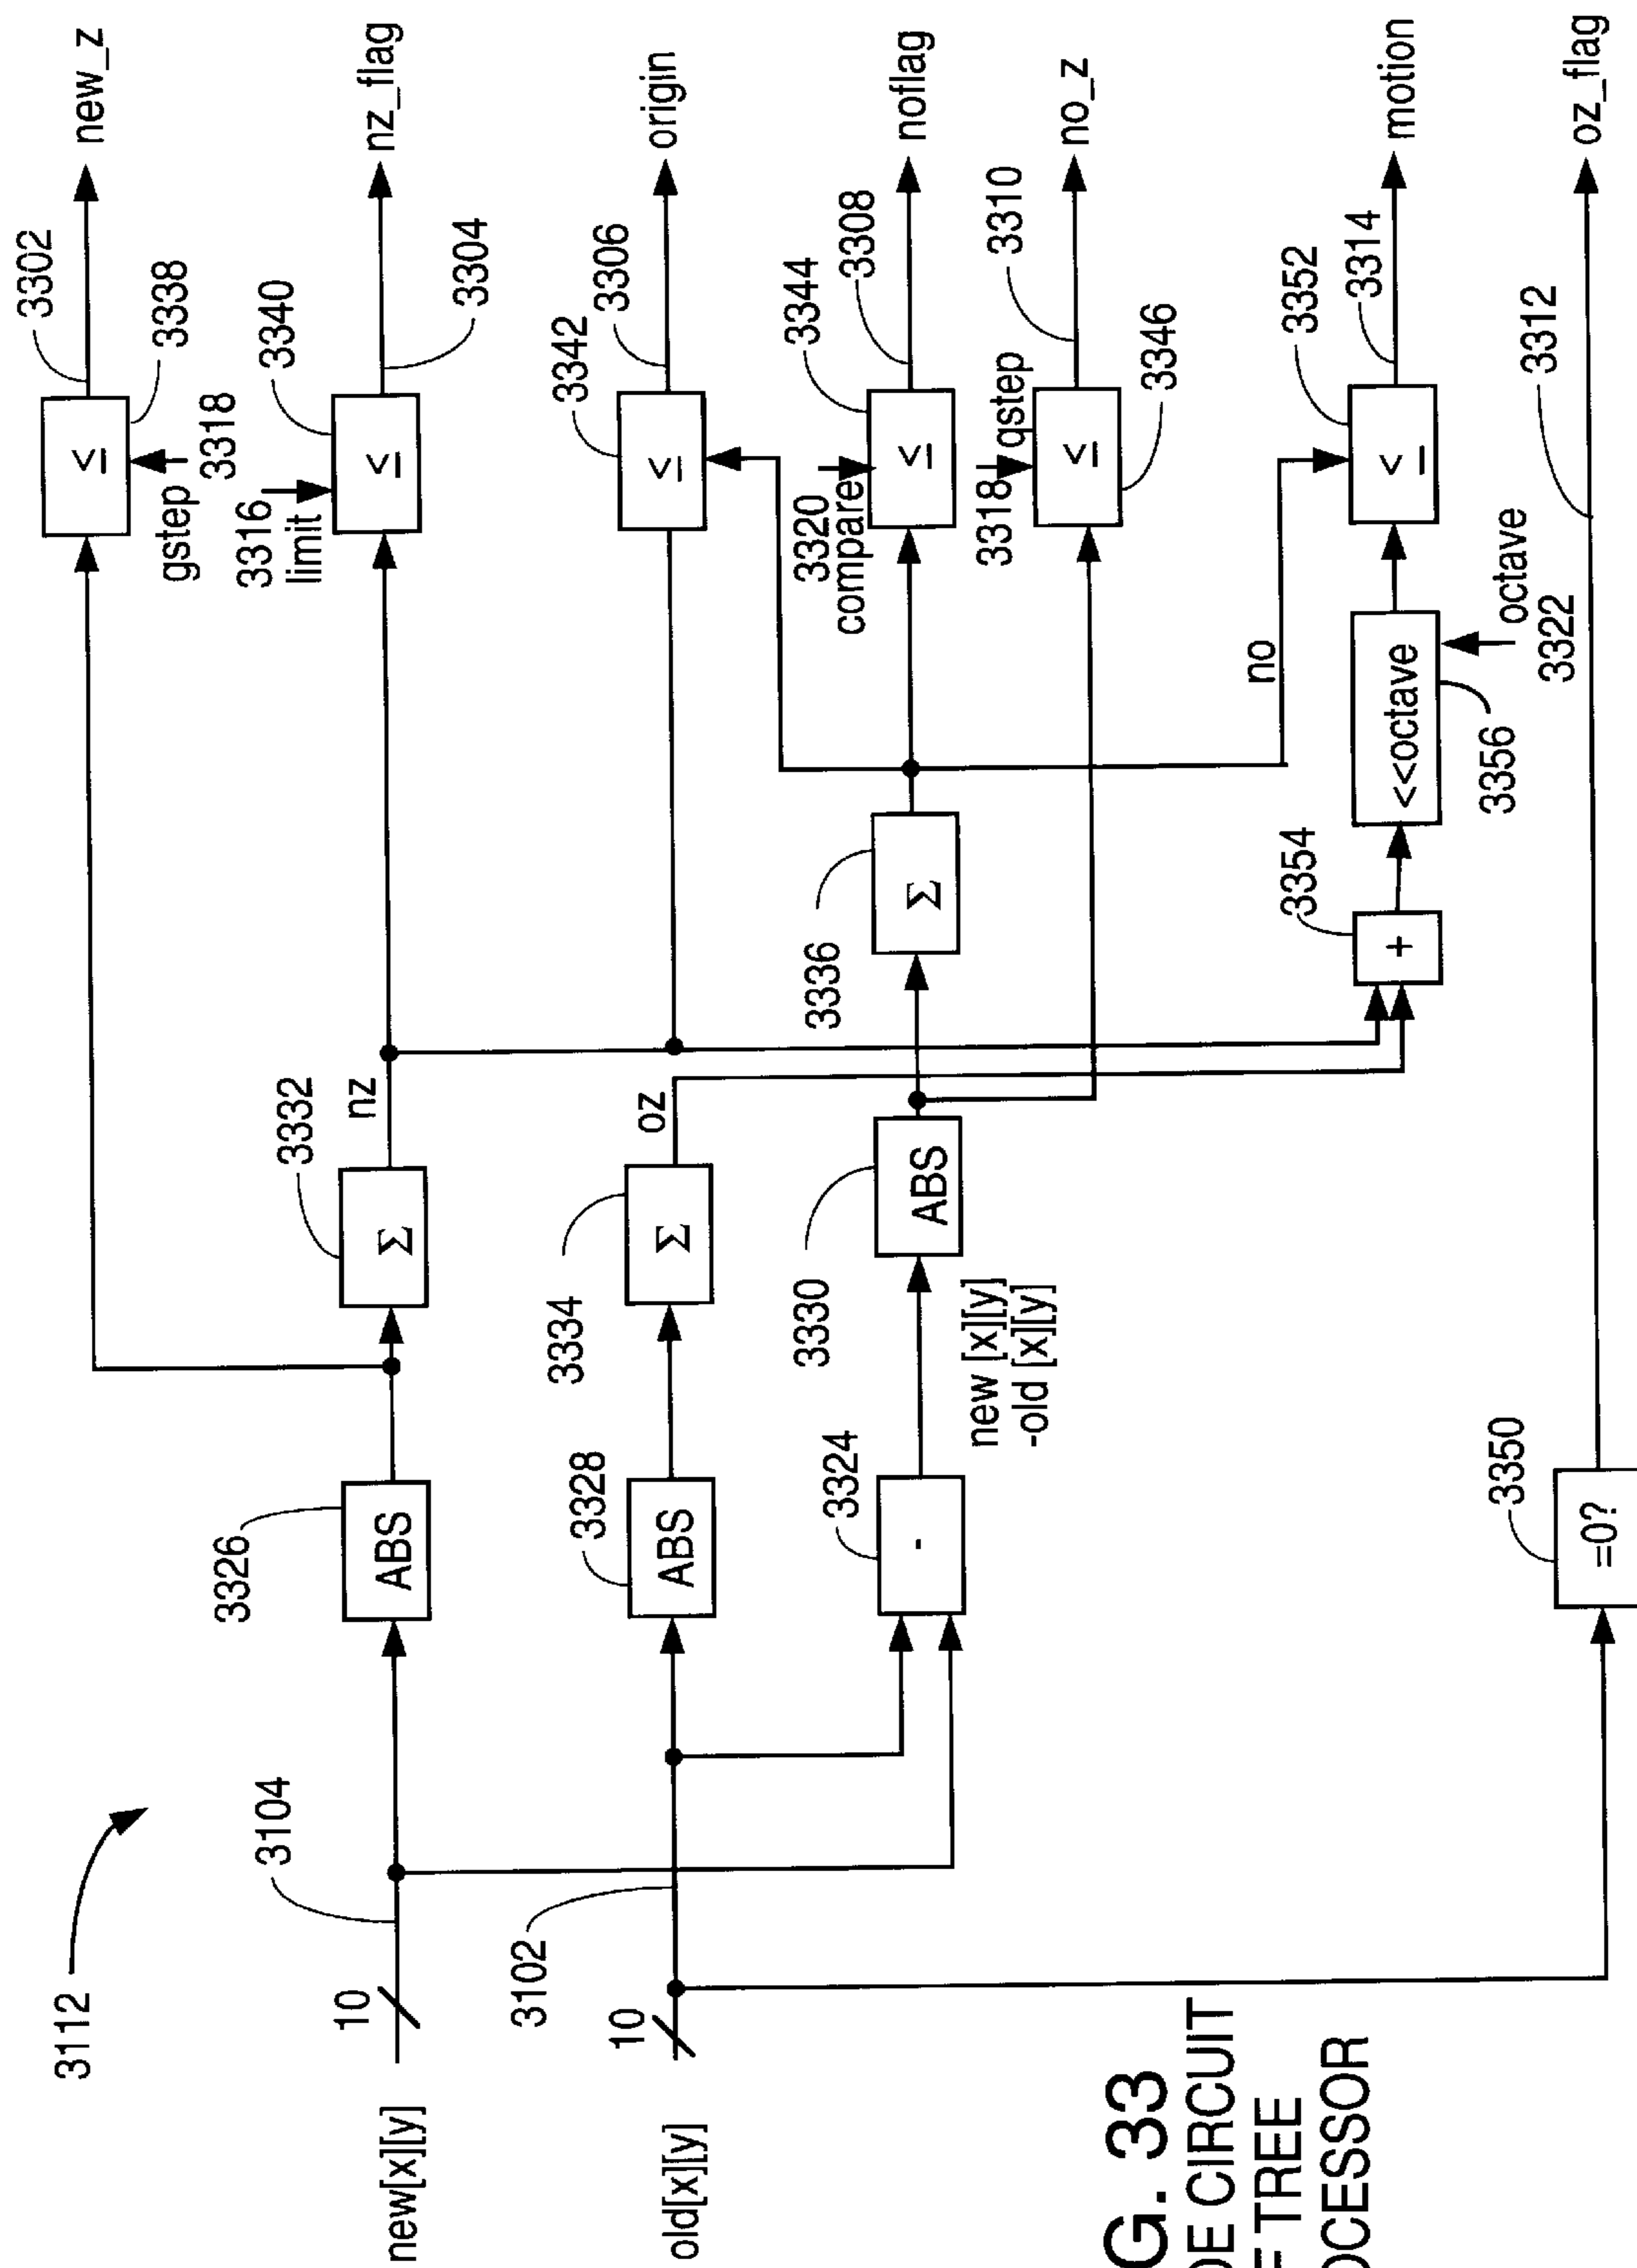 3112
new[x][y]
10
3104
3326
ABS
3332
Σ
nz
3316
limit
3340
≤
3304
nz_flag
gstep
3318
≤
3338
3302
new_z
old[x][y]
10
3102
3328
ABS
3334
Σ
oz
3342
≤
3306
origin
3324
-
new [x][y]
-old [x][y]
3330
ABS
3336
Σ
3320
compare
3344
≤
3308
noflag
3318
qstep
≤
3346
3310
no_z
3354
+
<<octave
3356
octave
3322
no
3352
≤
3314
motion
3350
=0?
3312
oz_flag
G. 33
DE CIRCUIT
F TREE
OCESSOR